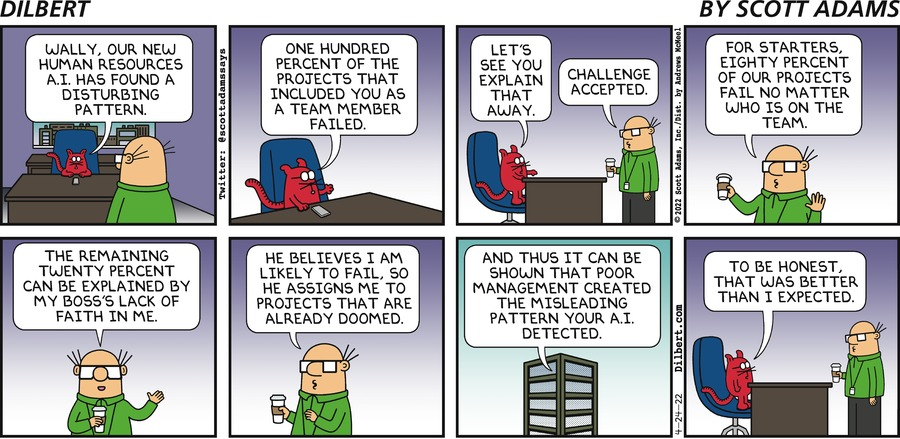 DILBERT
BY SCOTT ADAMS
WALLY, OUR NEW
HUMAN RESOURCES
A.I. HAS FOUND A
DISTURBING
PATTERN.
Twitter: @scottadamssays
ONE HUNDRED
PERCENT OF THE
PROJECTS THAT
INCLUDED YOU AS
A TEAM MEMBER
FAILED.
LET'S
SEE YOU
EXPLAIN
THAT
AWAY.
CHALLENGE
ACCEPTED.
©2022 Scott Adams, Inc./Dist. by Andrews McMeel
FOR STARTERS,
EIGHTY PERCENT
OF OUR PROJECTS
FAIL NO MATTER
WHO IS ON THE
TEAM.
THE REMAINING
TWENTY PERCENT
CAN BE EXPLAINED BY
MY BOSS'S LACK OF
FAITH IN ME.
HE BELIEVES I AM
LIKELY TO FAIL, SO
HE ASSIGNS ME TO
PROJECTS THAT ARE
ALREADY DOOMED.
AND THUS IT CAN BE
SHOWN THAT POOR
MANAGEMENT CREATED
THE MISLEADING
PATTERN YOUR A.I.
DETECTED.
4-24-22 Dilbert.com
TO BE HONEST,
THAT WAS BETTER
THAN I EXPECTED.